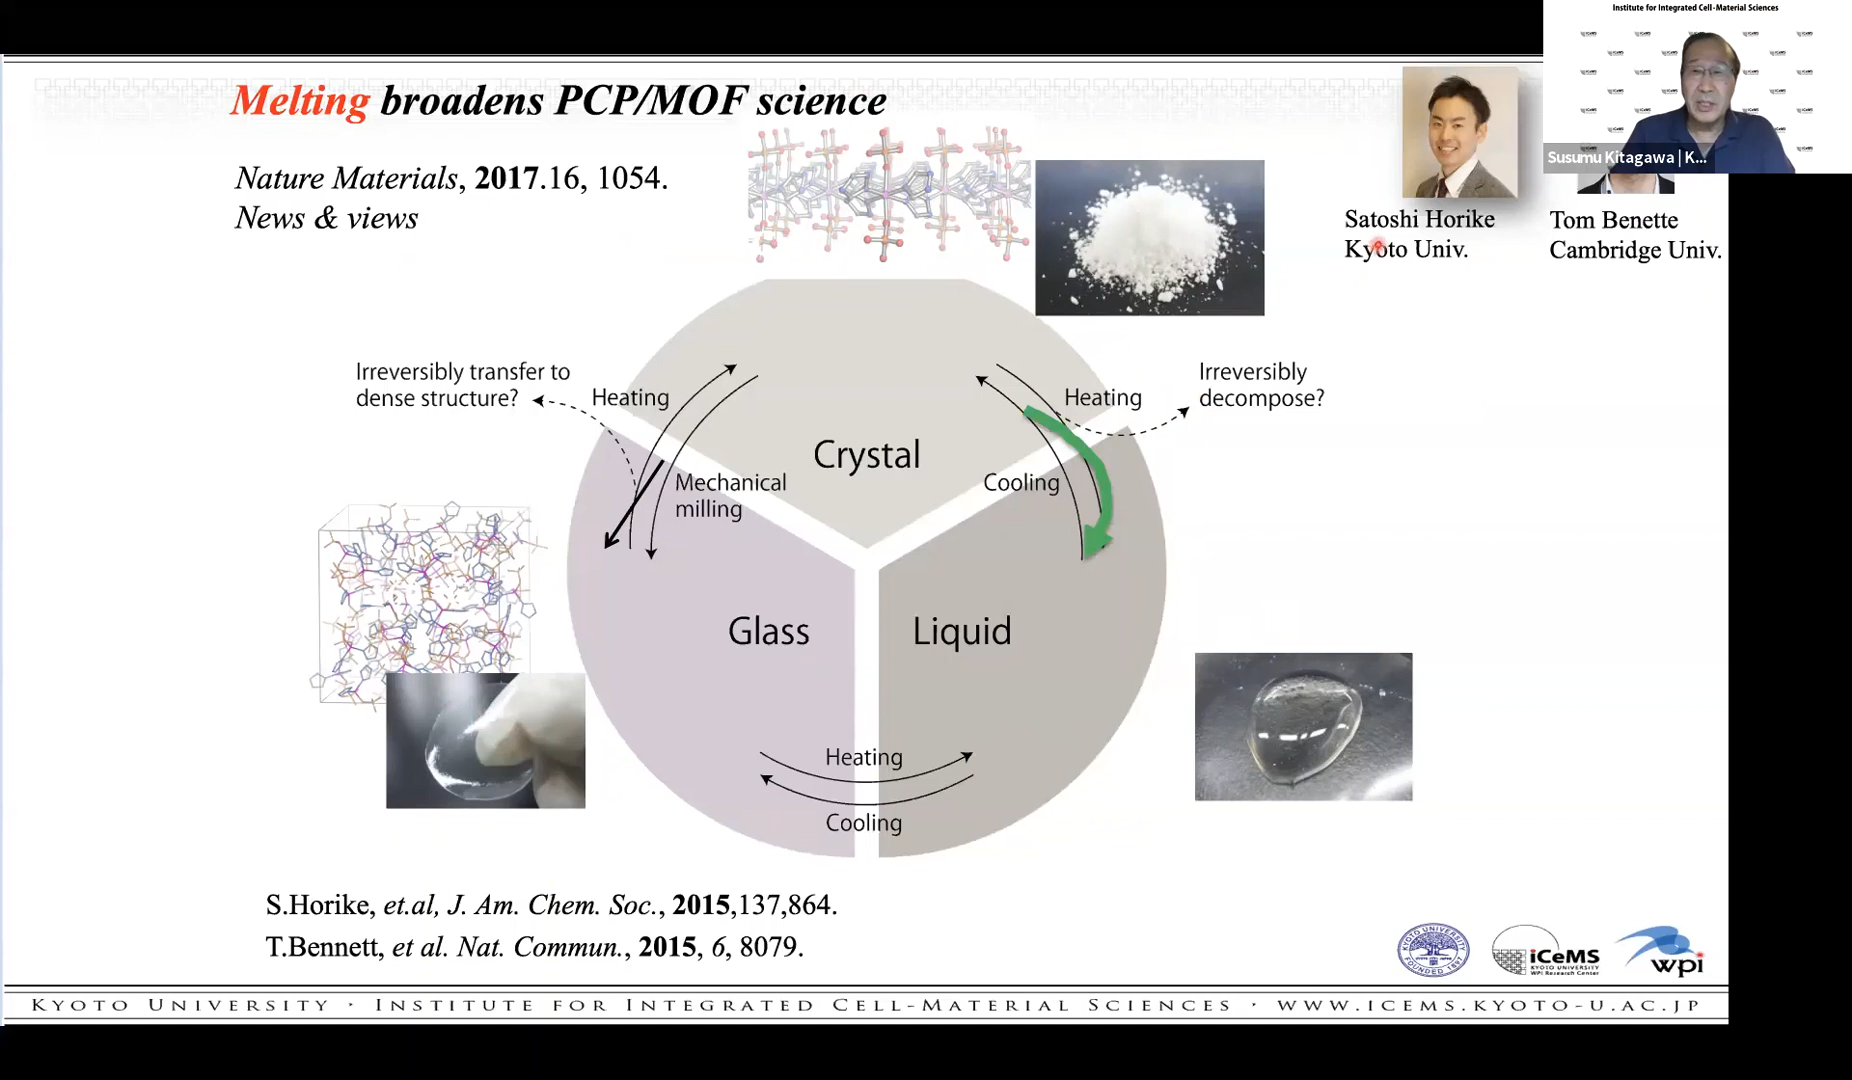 Institute for Integrated Cell-Material Sciences
Susumu Kitagawa | K...
Melting broadens PCP/MOF science
Nature Materials, 2017.16, 1054.
News & views
Satoshi Horike
Kyoto Univ.
Tom Benette
Cambridge Univ.
Irreversibly transfer to
dense structure?
Heating
Mechanical
milling
Crystal
Heating
Cooling
Irreversibly
decompose?
Glass
Liquid
Heating
Cooling
S.Horike, et.al, J. Am. Chem. Soc., 2015,137,864.
T.Bennett, et al. Nat. Commun., 2015, 6, 8079.
KYOTO UNIVERSITY
FOUNDED 1897
iCeMS
KYOTO UNIVERSITY
WPI Research Center
wpi
KYOTO UNIVERSITY · INSTITUTE FOR INTEGRATED CELL-MATERIAL SCIENCES · WWW.ICEMS.KYOTO-U.AC.JP